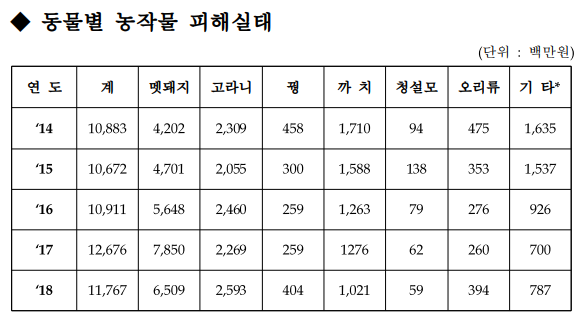 ◆ 동물별 농작물 피해실태
(단위 : 백만원)
연 도 계 멧돼지 고라니 꿩 까 치 청설모 오리류 기 타*
‘14 10,883 4,202 2,309 458 1,710 94 475 1,635
‘15 10,672 4,701 2,055 300 1,588 138 353 1,537
‘16 10,911 5,648 2,460 259 1,263 79 276 926
‘17 12,676 7,850 2,269 259 1276 62 260 700
‘18 11,767 6,509 2,593 404 1,021 59 394 787